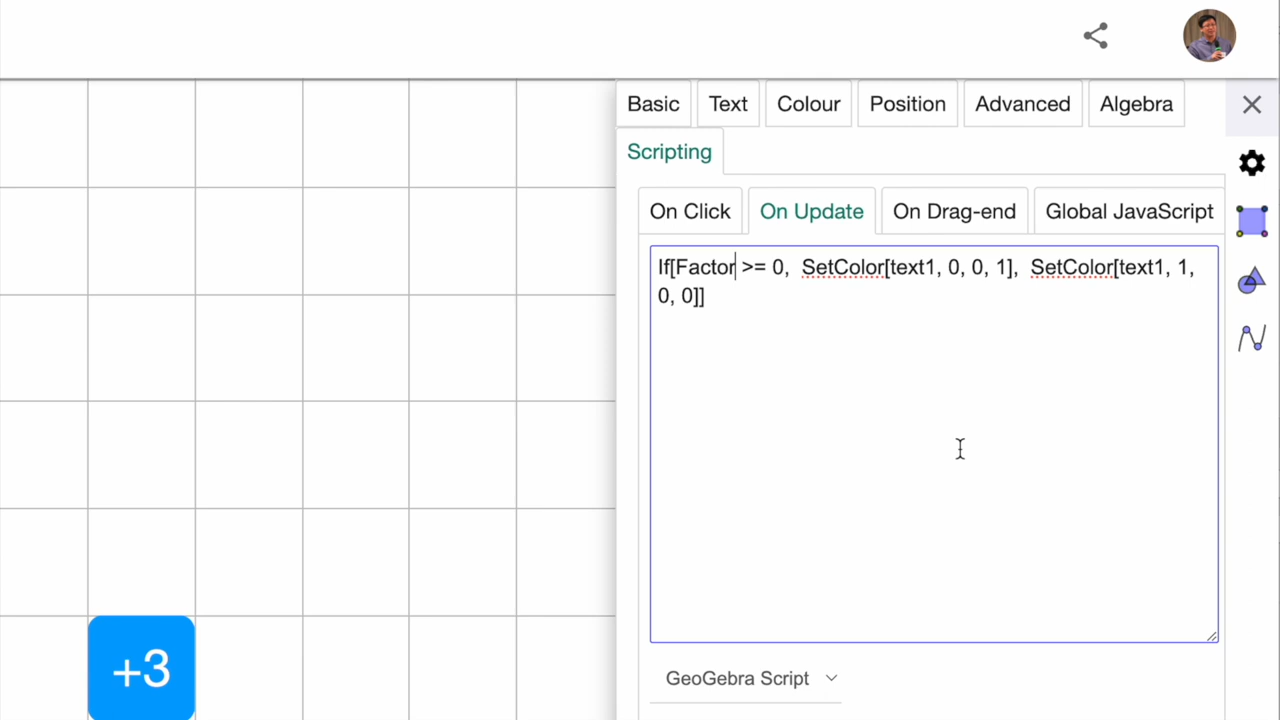 Basic Text Colour Position Advanced Algebra
Scripting
On Click On Update On Drag-end Global JavaScript
If[Factor >= 0,  SetColor[text1, 0, 0, 1],  SetColor[text1, 1,
0, 0]]
+3
GeoGebra Script